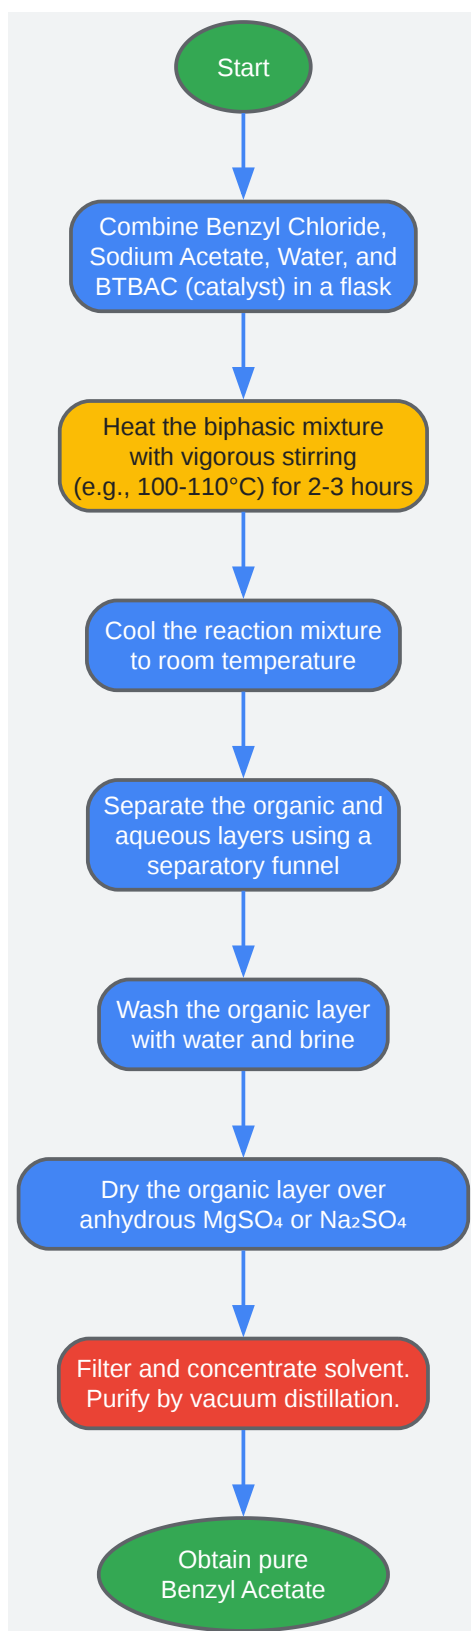 Start
Combine Benzyl Chloride,
Sodium Acetate, Water, and
BTBAC (catalyst) in a flask
Heat the biphasic mixture
with vigorous stirring
(e.g., 100-110°C) for 2-3 hours
Cool the reaction mixture
to room temperature
Separate the organic and
aqueous layers using a
separatory funnel
Wash the organic layer
with water and brine
Dry the organic layer over
anhydrous MgSO₄ or Na₂SO₄
Filter and concentrate solvent.
Purify by vacuum distillation.
Obtain pure
Benzyl Acetate